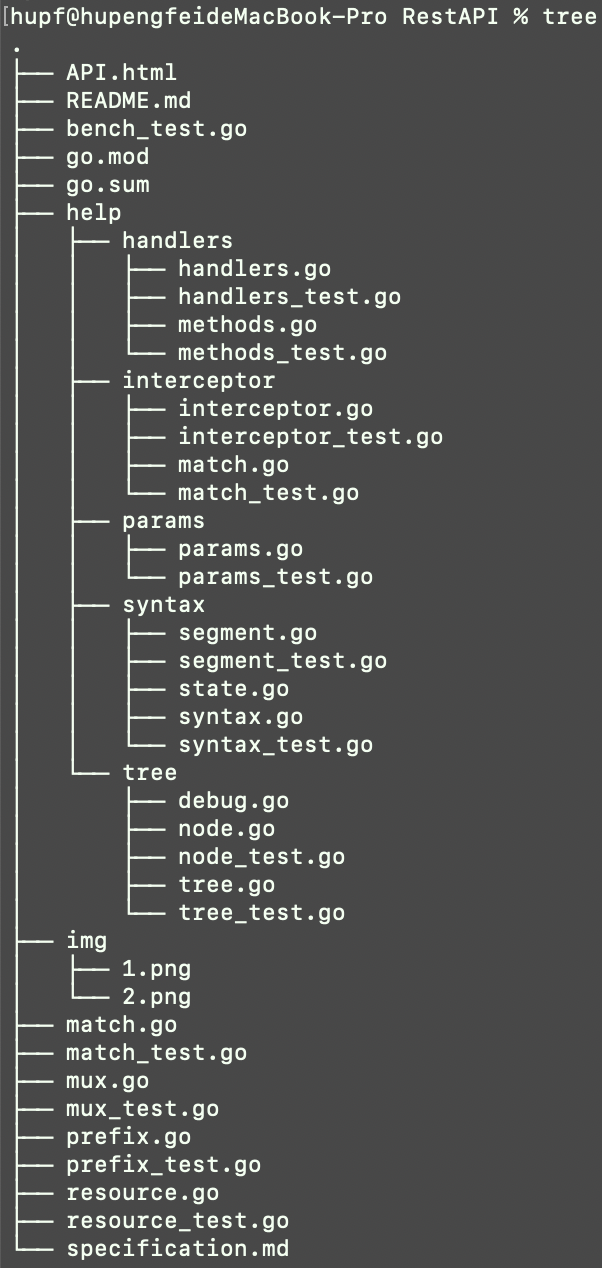 [hupf@hupengfeideMacBook-Pro RestAPI % tree
.
├── API.html
├── README.md
├── bench_test.go
├── go.mod
├── go.sum
├── help
│   ├── handlers
│   │   ├── handlers.go
│   │   ├── handlers_test.go
│   │   ├── methods.go
│   │   └── methods_test.go
│   ├── interceptor
│   │   ├── interceptor.go
│   │   ├── interceptor_test.go
│   │   ├── match.go
│   │   └── match_test.go
│   ├── params
│   │   ├── params.go
│   │   └── params_test.go
│   ├── syntax
│   │   ├── segment.go
│   │   ├── segment_test.go
│   │   ├── state.go
│   │   ├── syntax.go
│   │   └── syntax_test.go
│   └── tree
│       ├── debug.go
│       ├── node.go
│       ├── node_test.go
│       ├── tree.go
│       └── tree_test.go
├── img
│   ├── 1.png
│   └── 2.png
├── match.go
├── match_test.go
├── mux.go
├── mux_test.go
├── prefix.go
├── prefix_test.go
├── resource.go
├── resource_test.go
└── specification.md